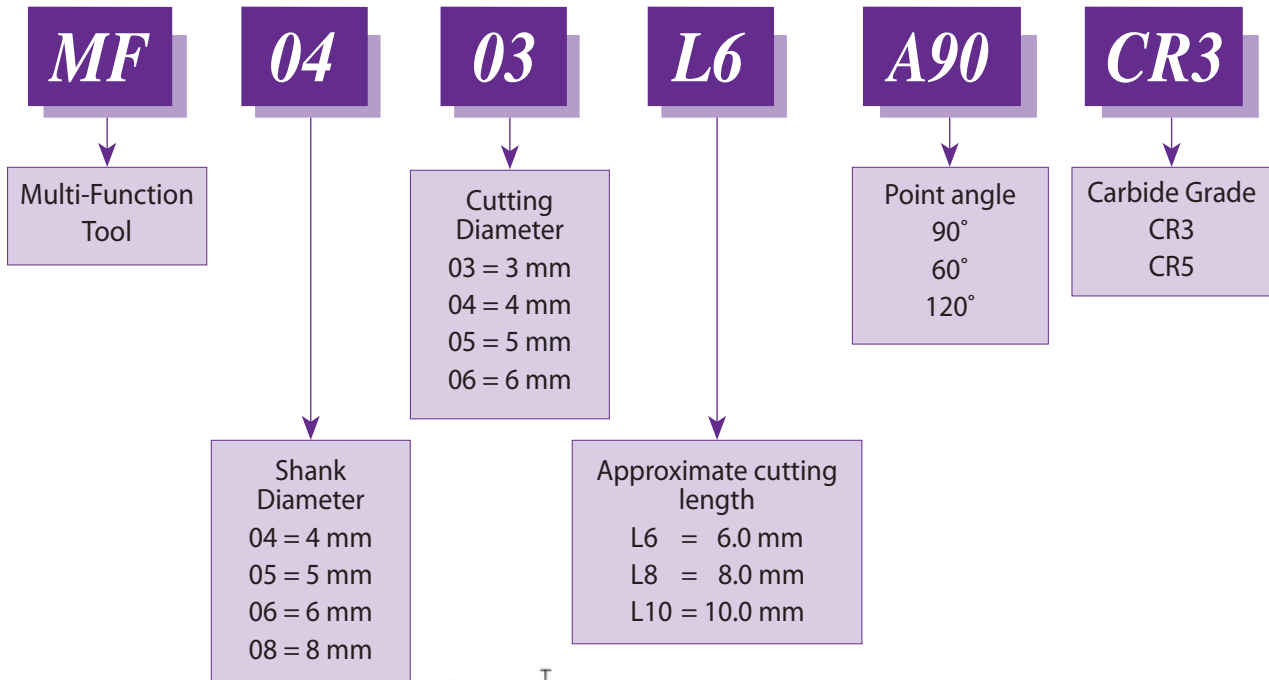 MF 04 03 L6 A90 CR3
Multi-Function
Tool
Cutting
Diameter
03 = 3 mm
04 = 4 mm
05 = 5 mm
06 = 6 mm
Point angle
90°
60°
120°
Carbide Grade
CR3
CR5
Shank
Diameter
04 = 4 mm
05 = 5 mm
06 = 6 mm
08 = 8 mm
Approximate cutting
length
L6 = 6.0 mm
L8 = 8.0 mm
L10 = 10.0 mm